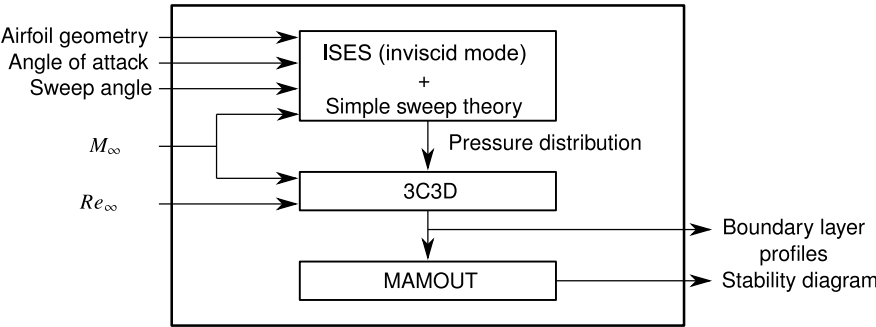 Airfoil geometry
Angle of attack
Sweep angle
M∞
Re∞
ISES (inviscid mode)
+
Simple sweep theory
Pressure distribution
3C3D
MAMOUT
Boundary layer
profiles
Stability diagram